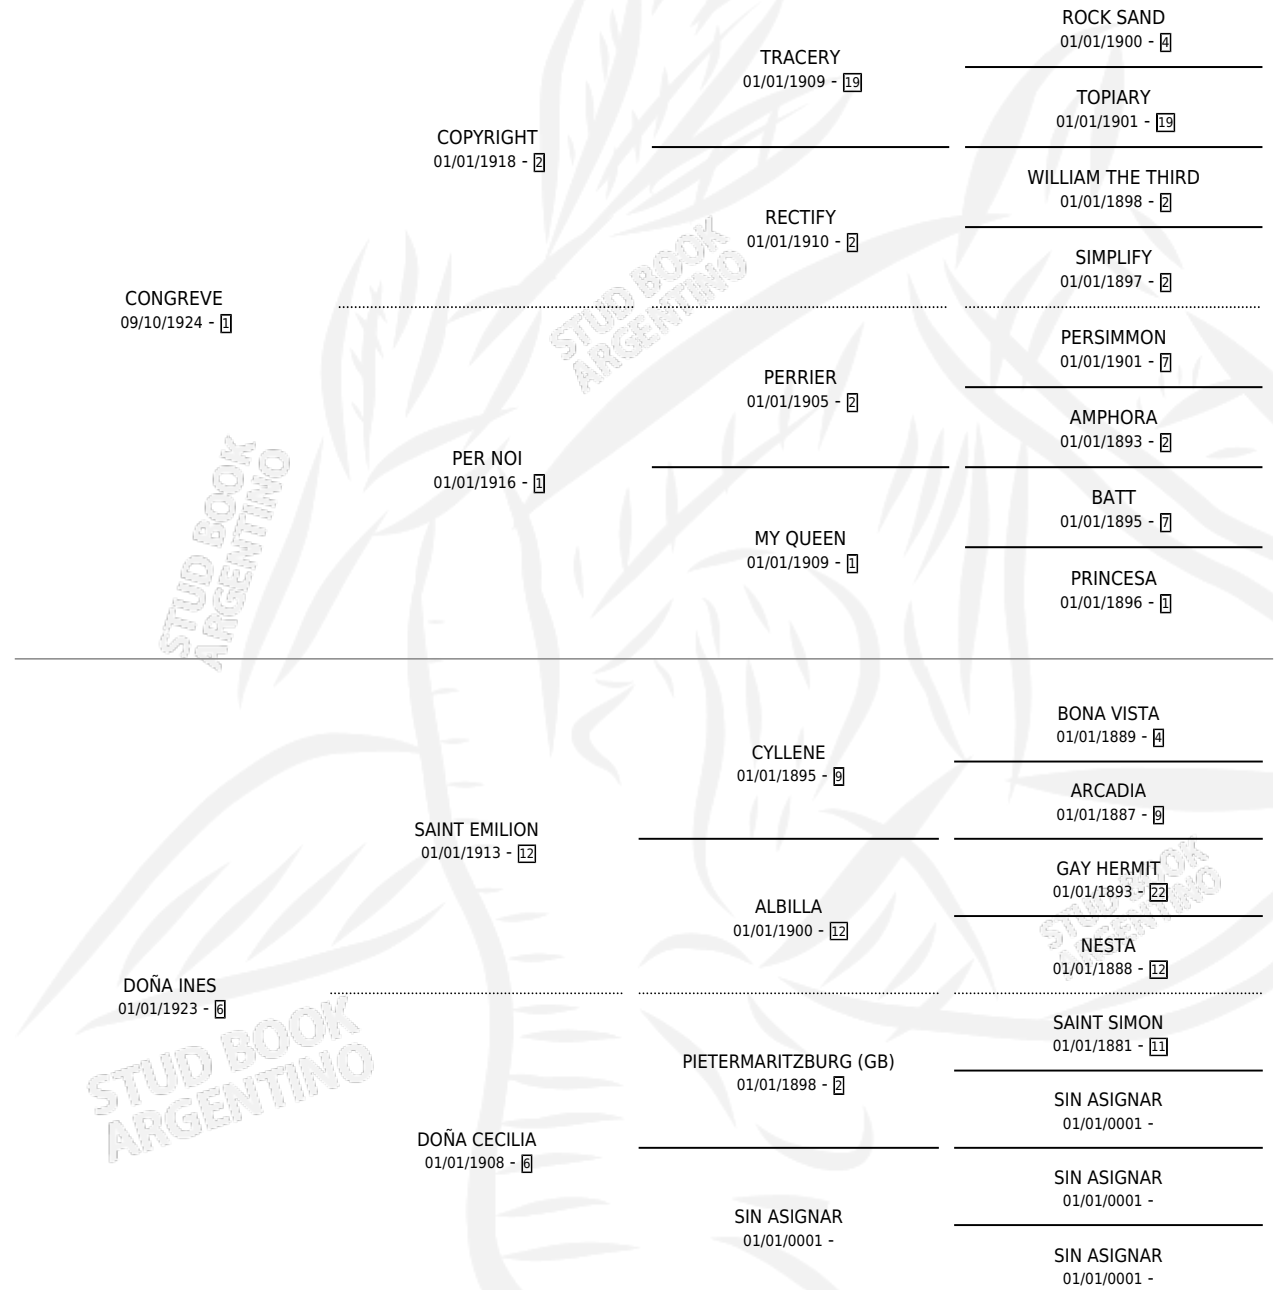 ROCK SAND
01/01/1900 - 4
TRACERY
01/01/1909 - 19
TOPIARY
01/01/1901 - 19
COPYRIGHT
01/01/1918 - 2
WILLIAM THE THIRD
01/01/1898 - 2
RECTIFY
01/01/1910 - 2
SIMPLIFY
01/01/1897 - 2
CONGREVE
09/10/1924 - 1
PERSIMMON
01/01/1901 - 7
PERRIER
01/01/1905 - 2
AMPHORA
01/01/1893 - 2
PER NOI
01/01/1916 - 1
BATT
01/01/1895 - 7
MY QUEEN
01/01/1909 - 1
PRINCESA
01/01/1896 - 1
STUD BOOK
ARGENTINO
STUD BOOK
ARGENTINO
BONA VISTA
01/01/1889 - 4
CYLLENE
01/01/1895 - 9
ARCADIA
01/01/1887 - 9
SAINT EMILION
01/01/1913 - 12
GAY HERMIT
01/01/1893 - 22
ALBILLA
01/01/1900 - 12
NESTA
01/01/1888 - 12
DOÑA INES
01/01/1923 - 6
SAINT SIMON
01/01/1881 - 11
PIETERMARITZBURG (GB)
01/01/1898 - 2
SIN ASIGNAR
01/01/0001 -
DOÑA CECILIA
01/01/1908 - 6
SIN ASIGNAR
01/01/0001 -
SIN ASIGNAR
01/01/0001 -
SIN ASIGNAR
01/01/0001 -
STUD BOOK
ARGENTINO
STUD BOOK
ARGENTINO